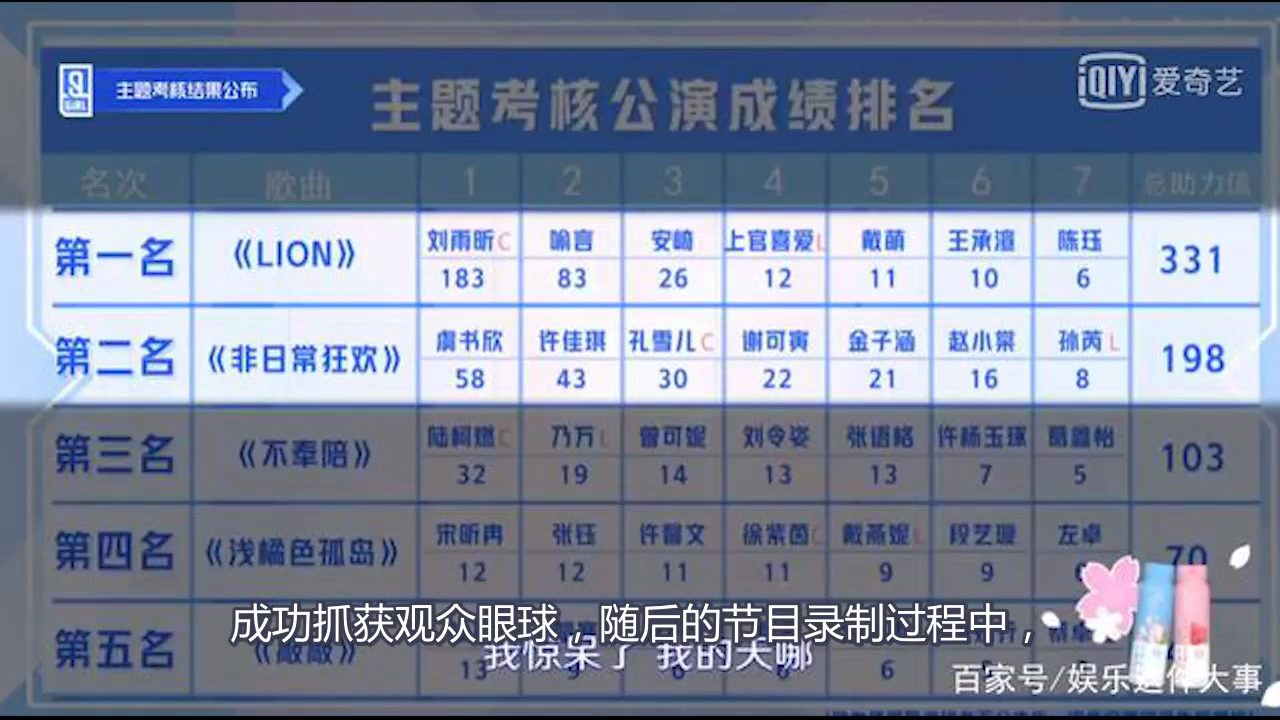 主题考核结果公布
主题考核公演成绩排名
iQIYI 爱奇艺
名次 歌曲 1 2 3 4 5 6 7 总助力值
第一名 《LION》 刘雨昕C 喻言 安崎 上官喜爱L 戴萌 王承渲 陈珏 331
183 83 26 12 11 10 6
第二名 《非日常狂欢》 虞书欣 许佳琪 孔雪儿C 谢可寅 金子涵 赵小棠 孙芮L 198
58 43 30 22 21 16 8
第三名 《不奉陪》 陆柯燃C 乃万L 曾可妮 刘令姿 张语格 许杨玉琢 葛鑫怡 103
32 19 14 13 13 7 5
第四名 《浅橘色孤岛》 宋昕冉 张钰 许馨文 徐紫茵C 戴燕妮L 段艺璇 左卓 70
12 12 11 11 9 9
第五名
13 6
成功抓获观众眼球，随后的节目录制过程中，
我惊呆了 我的天哪
百家号/娱乐这件大事